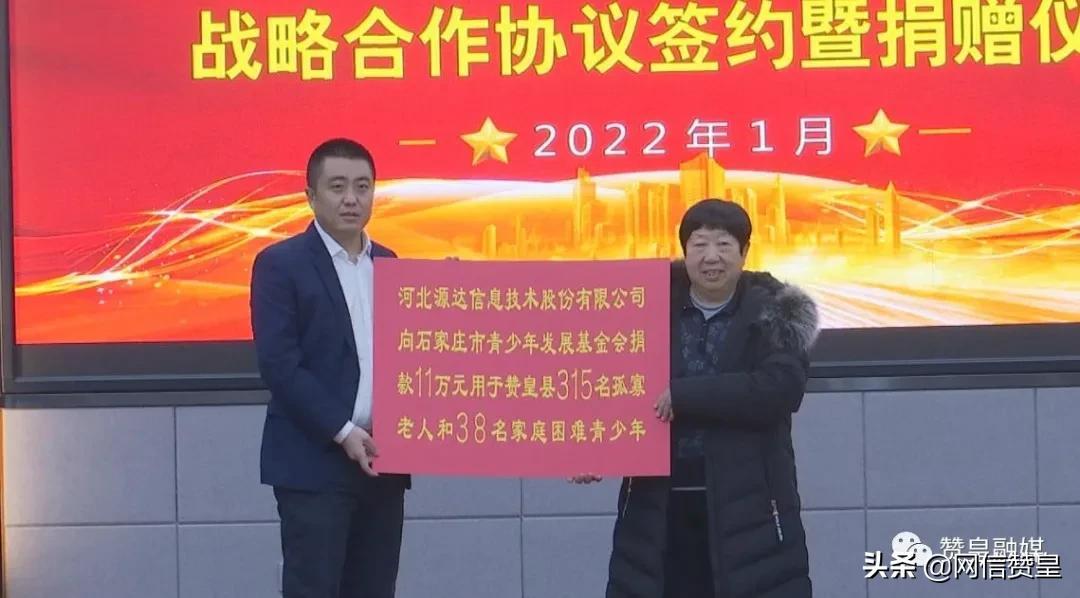 战略合作协议签约暨捐赠仪
2022年1月
河北源达信息技术股份有限公司
向石家庄市青少年发展基金会捐
款11万元用于赞皇县315名孤寡
老人和38名家庭困难青少年
赞皇融媒
头条 @网信赞皇